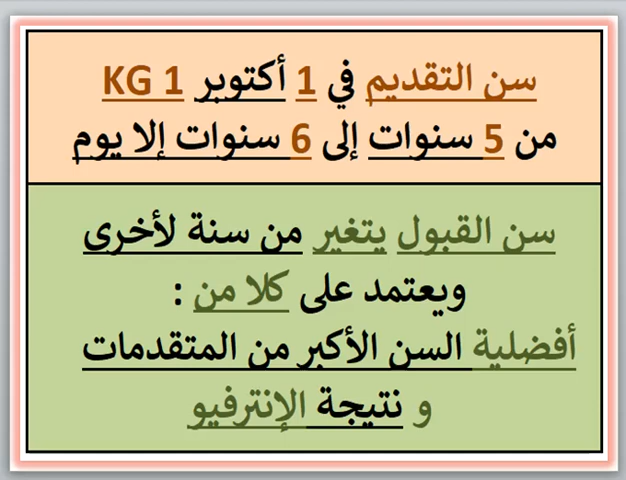 سن التقديم في 1 أكتوبر KG 1
من 5 سنوات إلى 6 سنوات إلا يوم
سن القبول يتغير من سنة لأخرى
ويعتمد على كلا من :
أفضلية السن الأكبر من المتقدمات
و نتيجة الإنترفيو